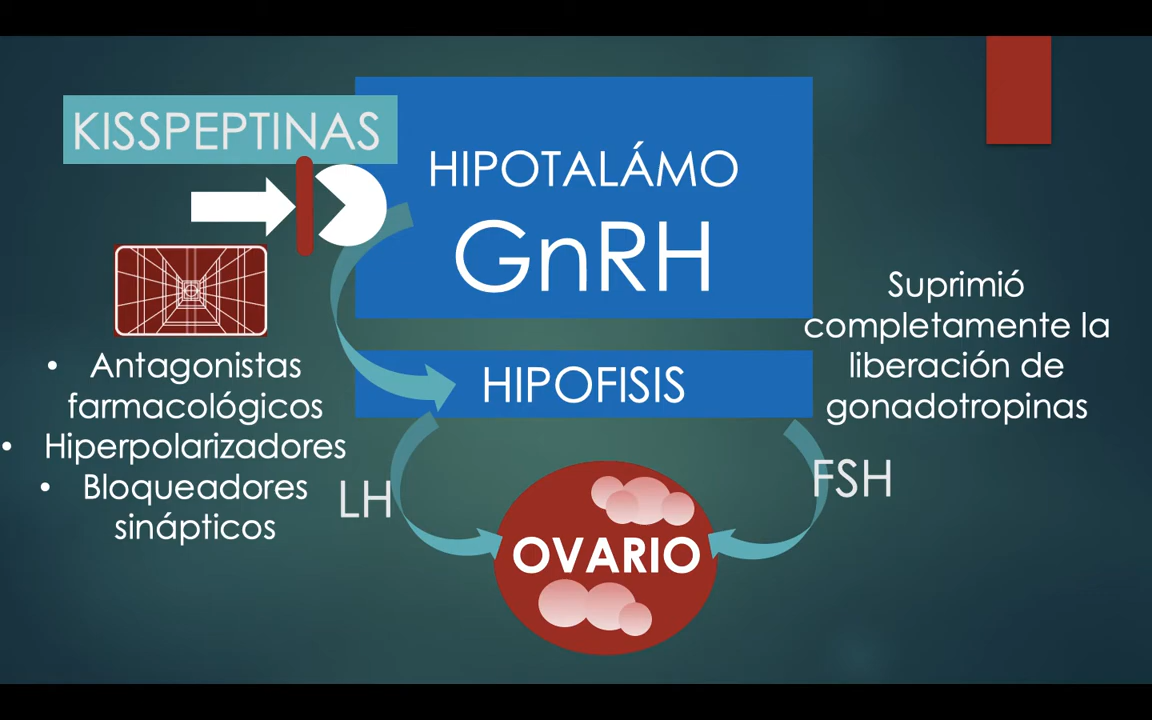 KISSPEPTINAS
HIPOTALÁMO
GnRH
HIPOFISIS
• Antagonistas
farmacológicos
• Hiperpolarizadores
• Bloqueadores
sinápticos
Suprimió
completamente la
liberación de
gonadotropinas
LH
FSH
OVARIO